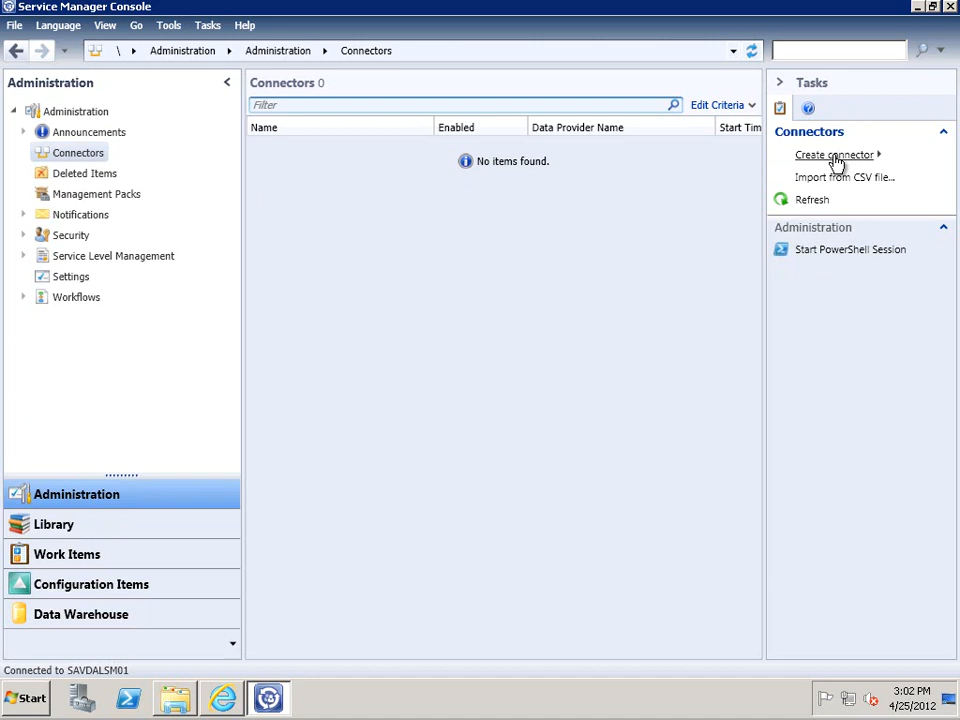 Service Manager Console
File Language View Go Tools Tasks Help
\ Administration Administration Connectors
Administration
Administration
Announcements
Connectors
Deleted Items
Management Packs
Notifications
Security
Service Level Management
Settings
Workflows
Administration
Library
Work Items
Configuration Items
Data Warehouse
Connectors 0
Filter
Edit Criteria
Name Enabled Data Provider Name Start Tim
No items found.
Tasks
Connectors
Create connector
Import from CSV file...
Refresh
Administration
Start PowerShell Session
Connected to SAVDALSM01
Start
3:02 PM
4/25/2012